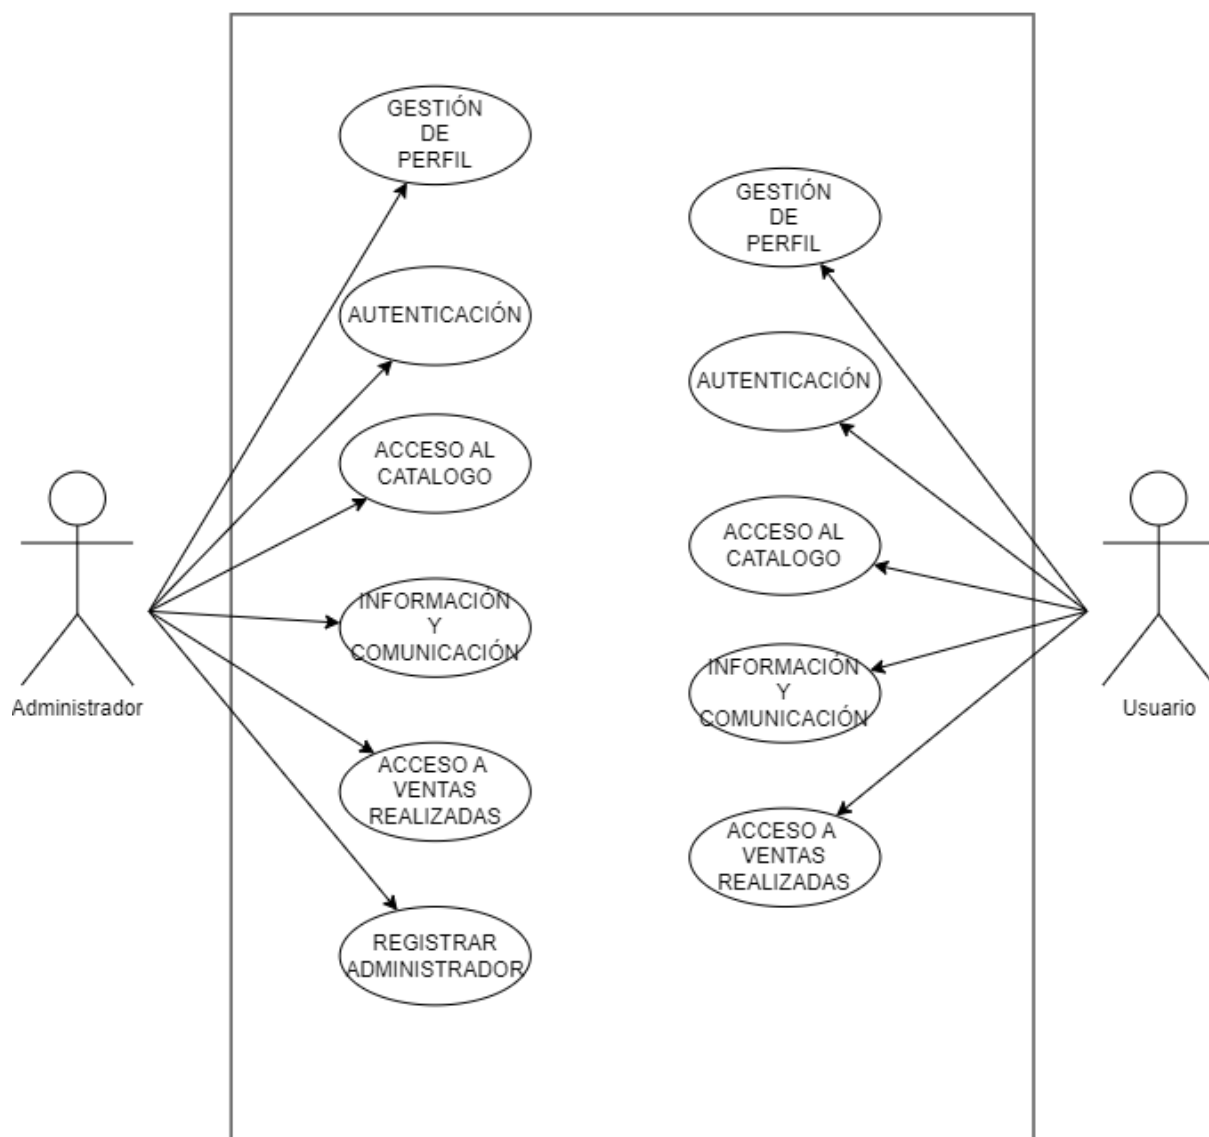 GESTIÓN
DE
PERFIL
AUTENTICACIÓN
ACCESO AL
CATALOGO
INFORMACIÓN
Y
COMUNICACIÓN
ACCESO A
VENTAS
REALIZADAS
REGISTRAR
ADMINISTRADOR
Administrador
GESTIÓN
DE
PERFIL
AUTENTICACIÓN
ACCESO AL
CATALOGO
INFORMACIÓN
Y
COMUNICACIÓN
ACCESO A
VENTAS
REALIZADAS
Usuario